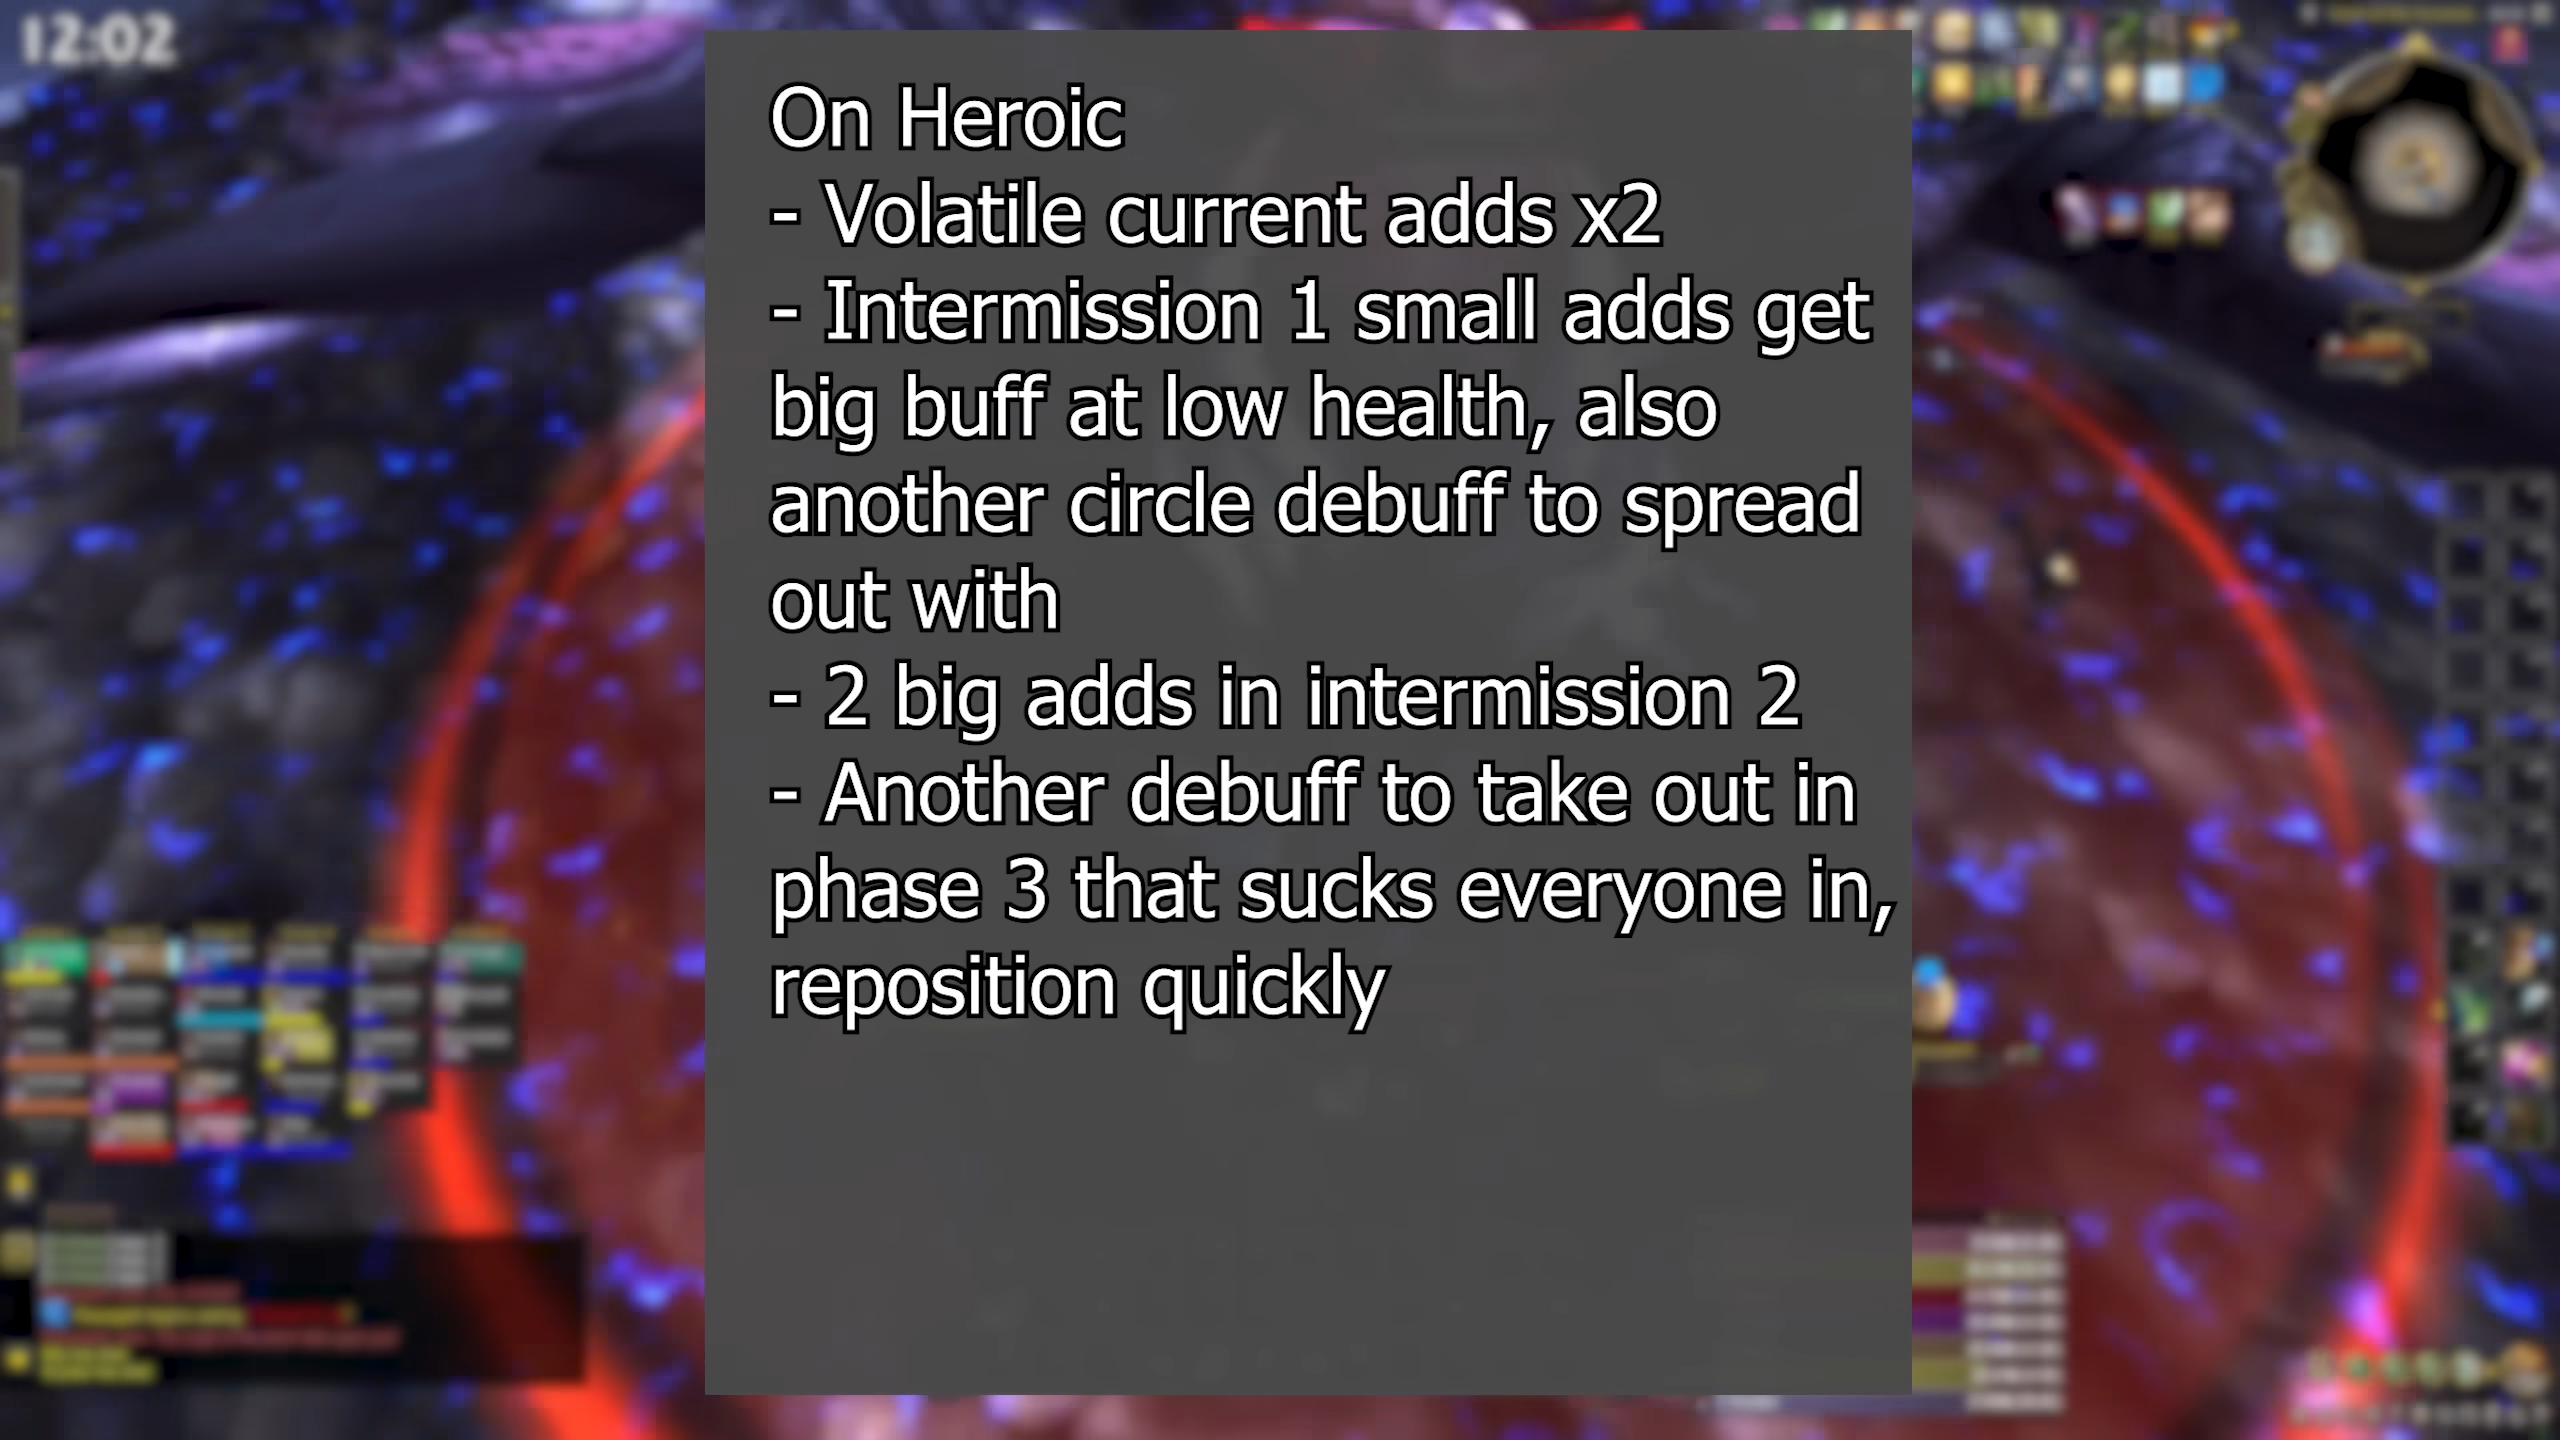 12:02
On Heroic
- Volatile current adds x2
- Intermission 1 small adds get
big buff at low health, also
another circle debuff to spread
out with
- 2 big adds in intermission 2
- Another debuff to take out in
phase 3 that sucks everyone in,
reposition quickly